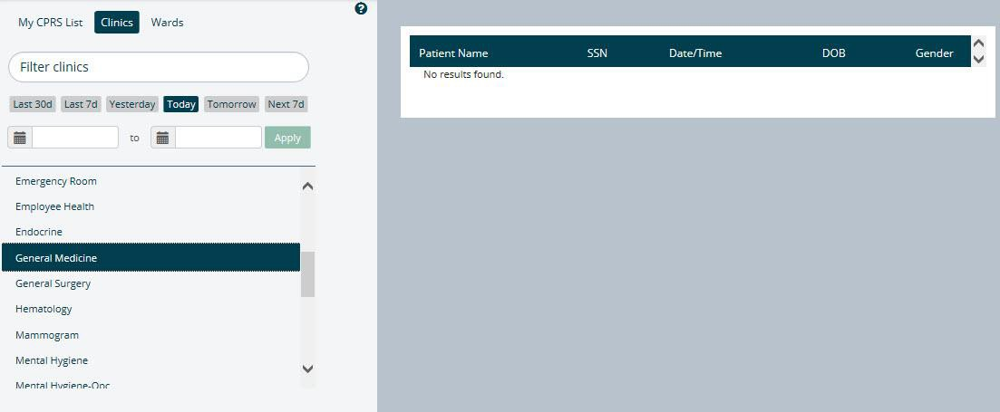 My CPRS List Clinics Wards
Filter clinics
Last 30d Last 7d Yesterday Today Tomorrow Next 7d
to Apply
Emergency Room
Employee Health
Endocrine
General Medicine
General Surgery
Hematology
Mammogram
Mental Hygiene
Mental Hygiene-Opc
Patient Name SSN Date/Time DOB Gender
No results found.